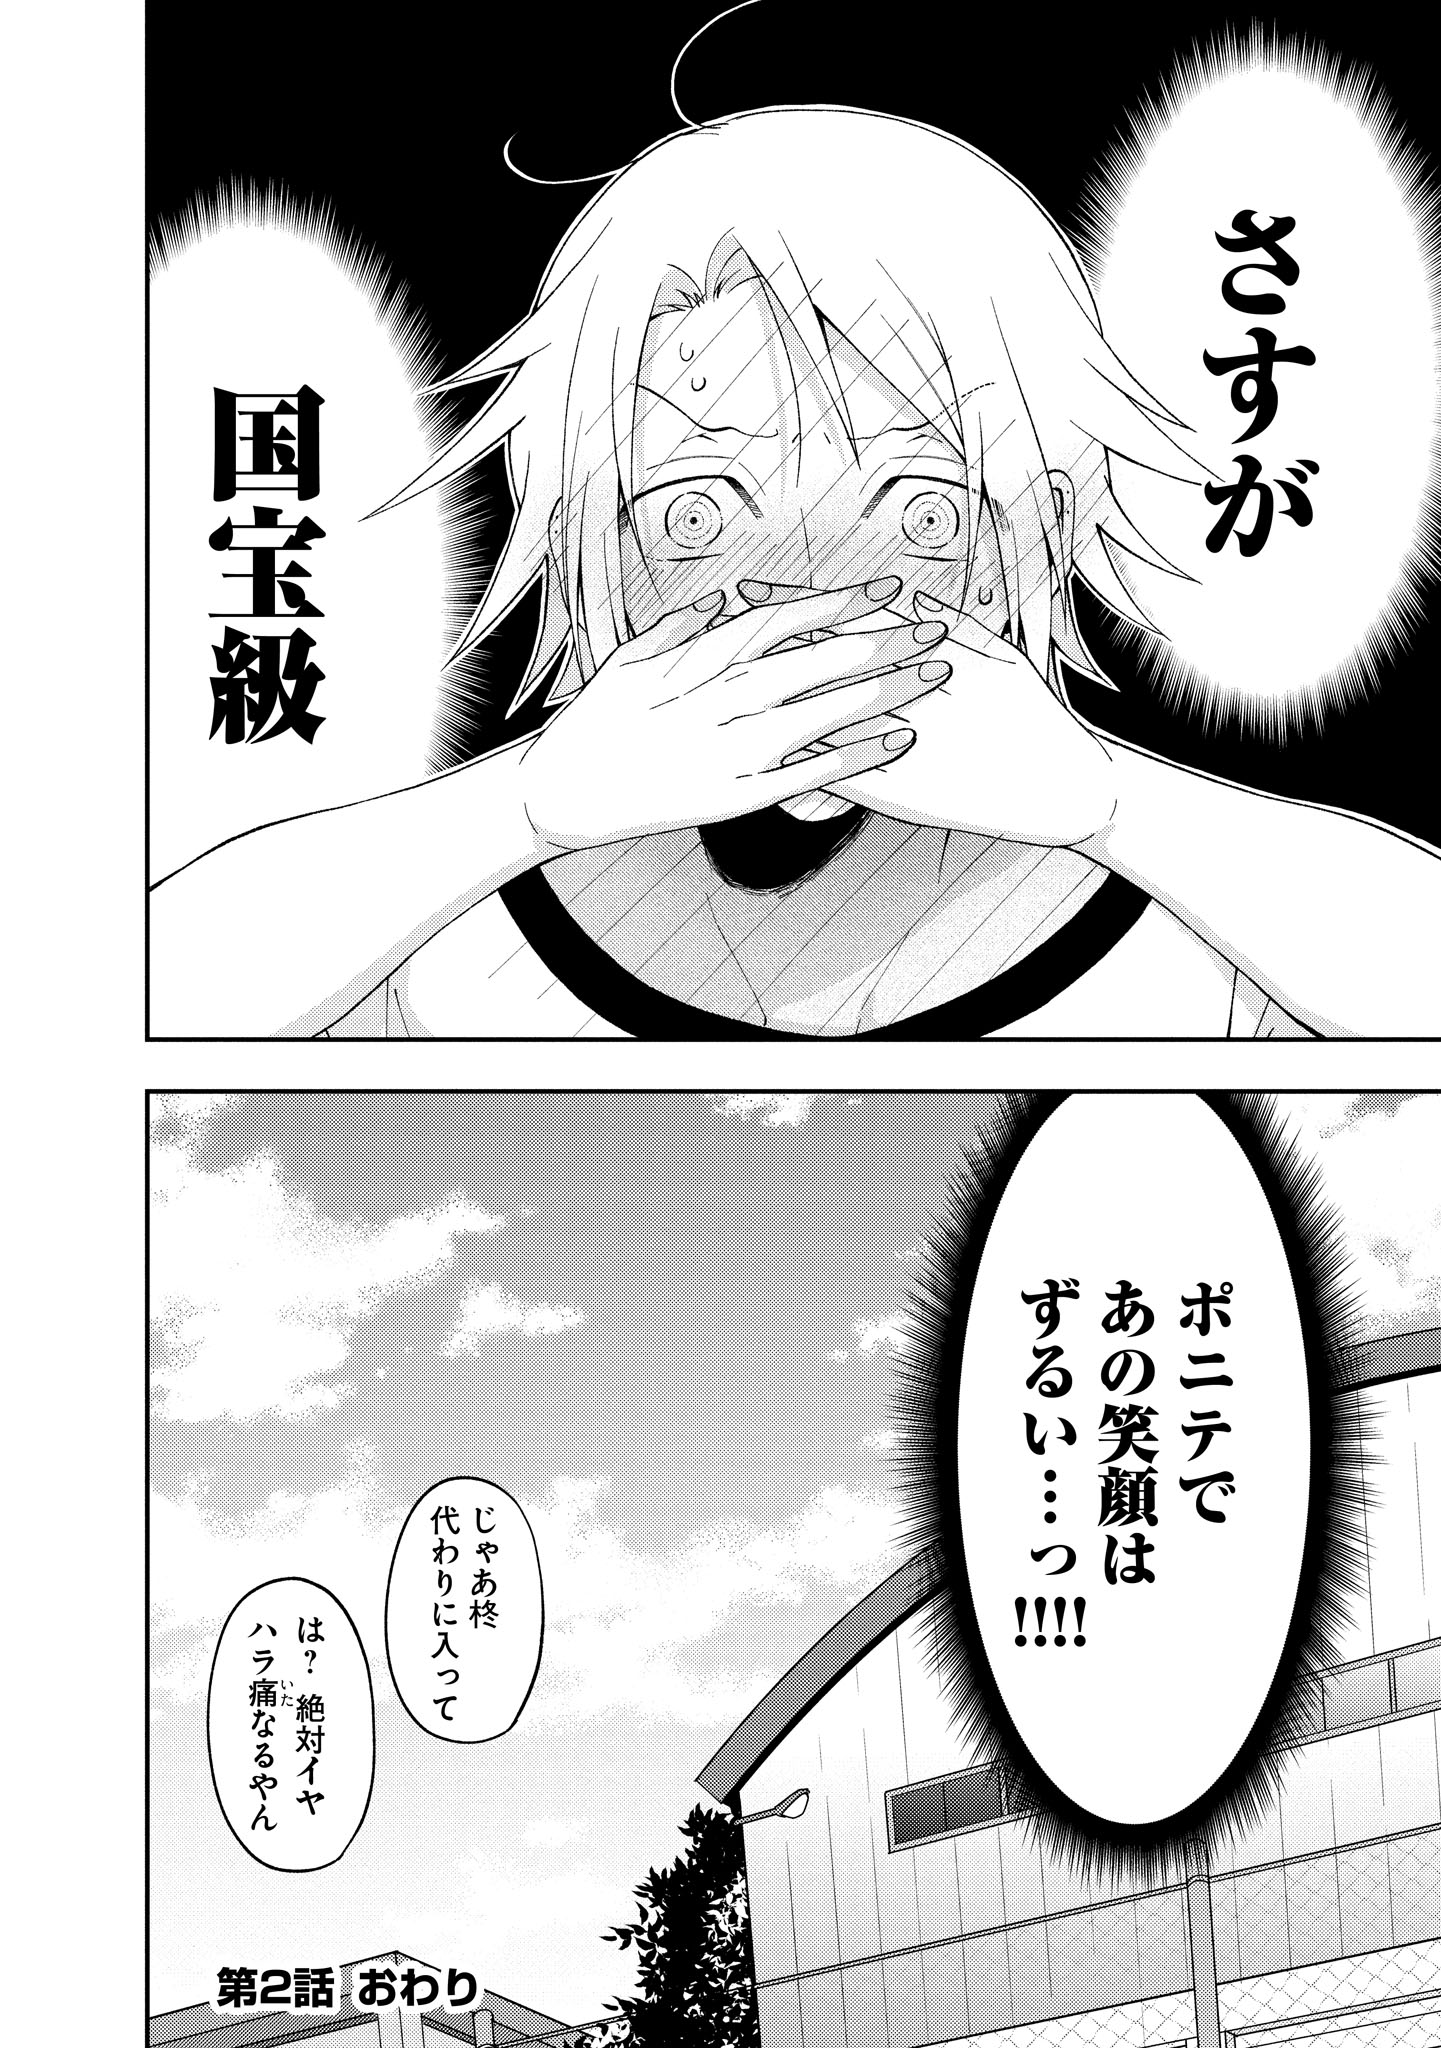 さすが
国宝級
ポニテで
あの笑顔は
ずるい…っ
!!!!
じゃあ柊
代わりに入って
は？絶対イヤ
ハラ痛なるやん
いた
第2話 おわり